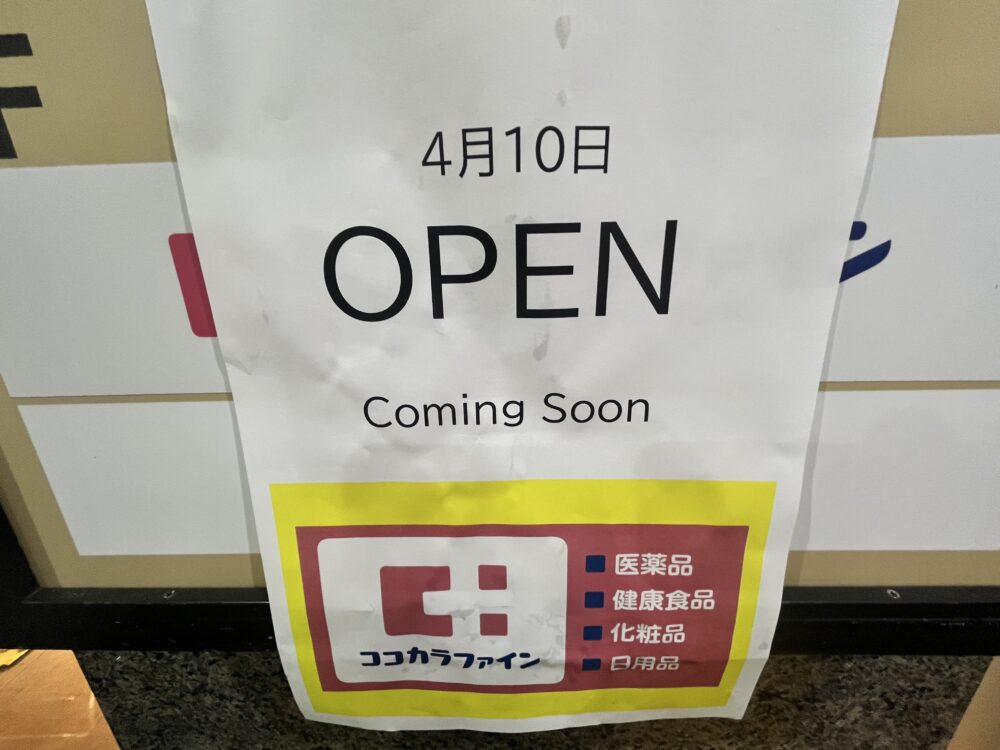 4月10日
OPEN
Coming Soon
ココカラファイン
医薬品
健康食品
化粧品
日用品